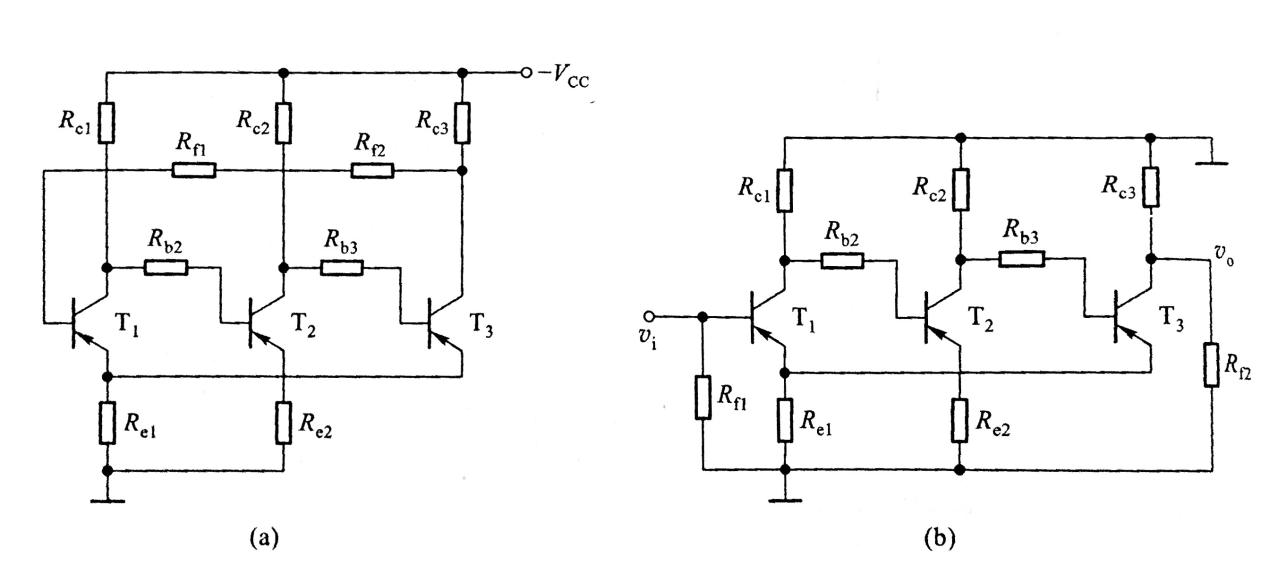 −V_CC
R_c1 R_c2 R_c3
R_f1 R_f2
R_b2 R_b3
T_1 T_2 T_3
R_e1 R_e2
(a)
R_c1 R_c2 R_c3
R_b2 R_b3
v_o
v_i T_1 T_2 T_3
R_f1 R_e1 R_e2 R_f2
(b)